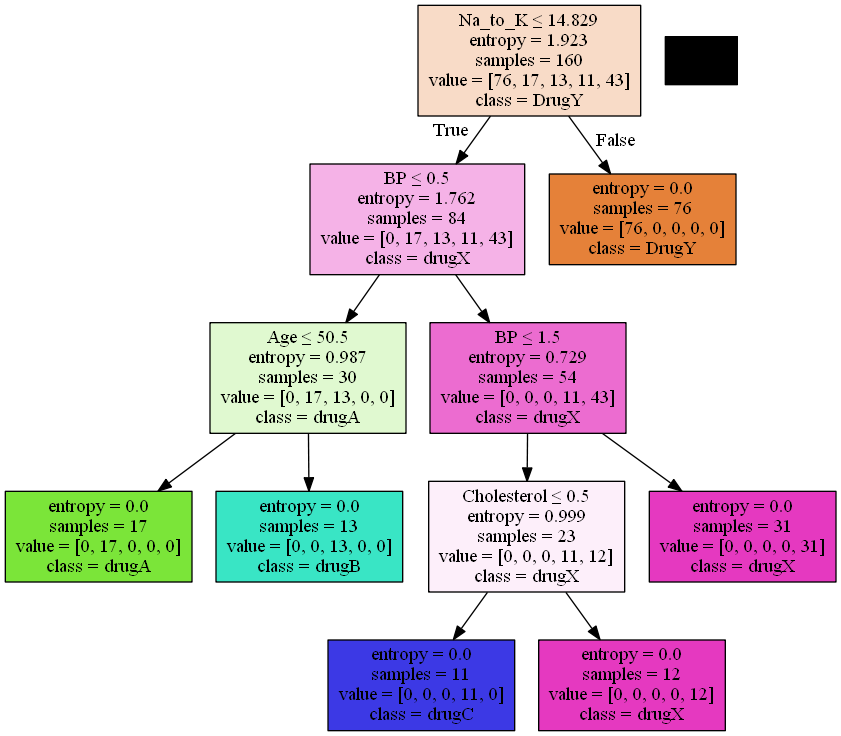 Na_to_K ≤ 14.829
entropy = 1.923
samples = 160
value = [76, 17, 13, 11, 43]
class = DrugY
True
False
BP ≤ 0.5
entropy = 1.762
samples = 84
value = [0, 17, 13, 11, 43]
class = drugX
entropy = 0.0
samples = 76
value = [76, 0, 0, 0, 0]
class = DrugY
Age ≤ 50.5
entropy = 0.987
samples = 30
value = [0, 17, 13, 0, 0]
class = drugA
BP ≤ 1.5
entropy = 0.729
samples = 54
value = [0, 0, 0, 11, 43]
class = drugX
entropy = 0.0
samples = 17
value = [0, 17, 0, 0, 0]
class = drugA
entropy = 0.0
samples = 13
value = [0, 0, 13, 0, 0]
class = drugB
Cholesterol ≤ 0.5
entropy = 0.999
samples = 23
value = [0, 0, 0, 11, 12]
class = drugX
entropy = 0.0
samples = 31
value = [0, 0, 0, 0, 31]
class = drugX
entropy = 0.0
samples = 11
value = [0, 0, 0, 11, 0]
class = drugC
entropy = 0.0
samples = 12
value = [0, 0, 0, 0, 12]
class = drugX